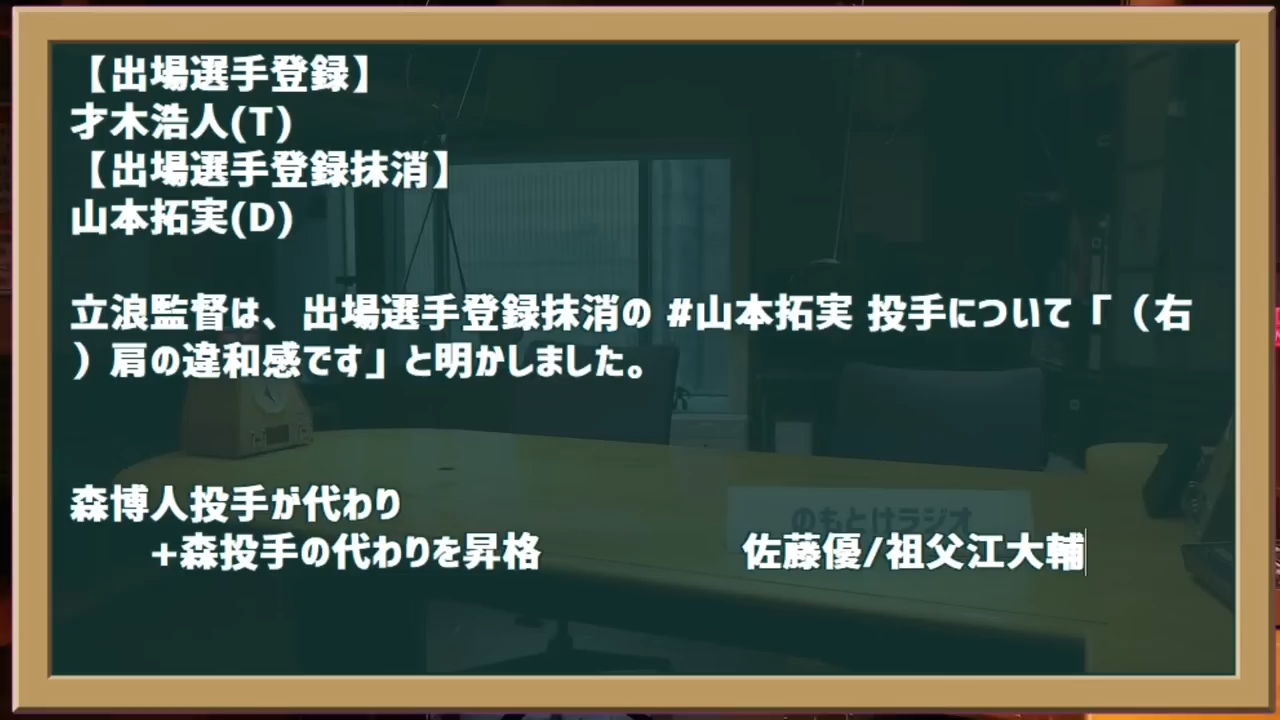 【出場選手登録】
才木浩人(T)
【出場選手登録抹消】
山本拓実(D)
立浪監督は、出場選手登録抹消の #山本拓実 投手について「（右
）肩の違和感です」と明かしました。
森博人投手が代わり
のもとけラジオ
+森投手の代わりを昇格 佐藤優/祖父江大輔